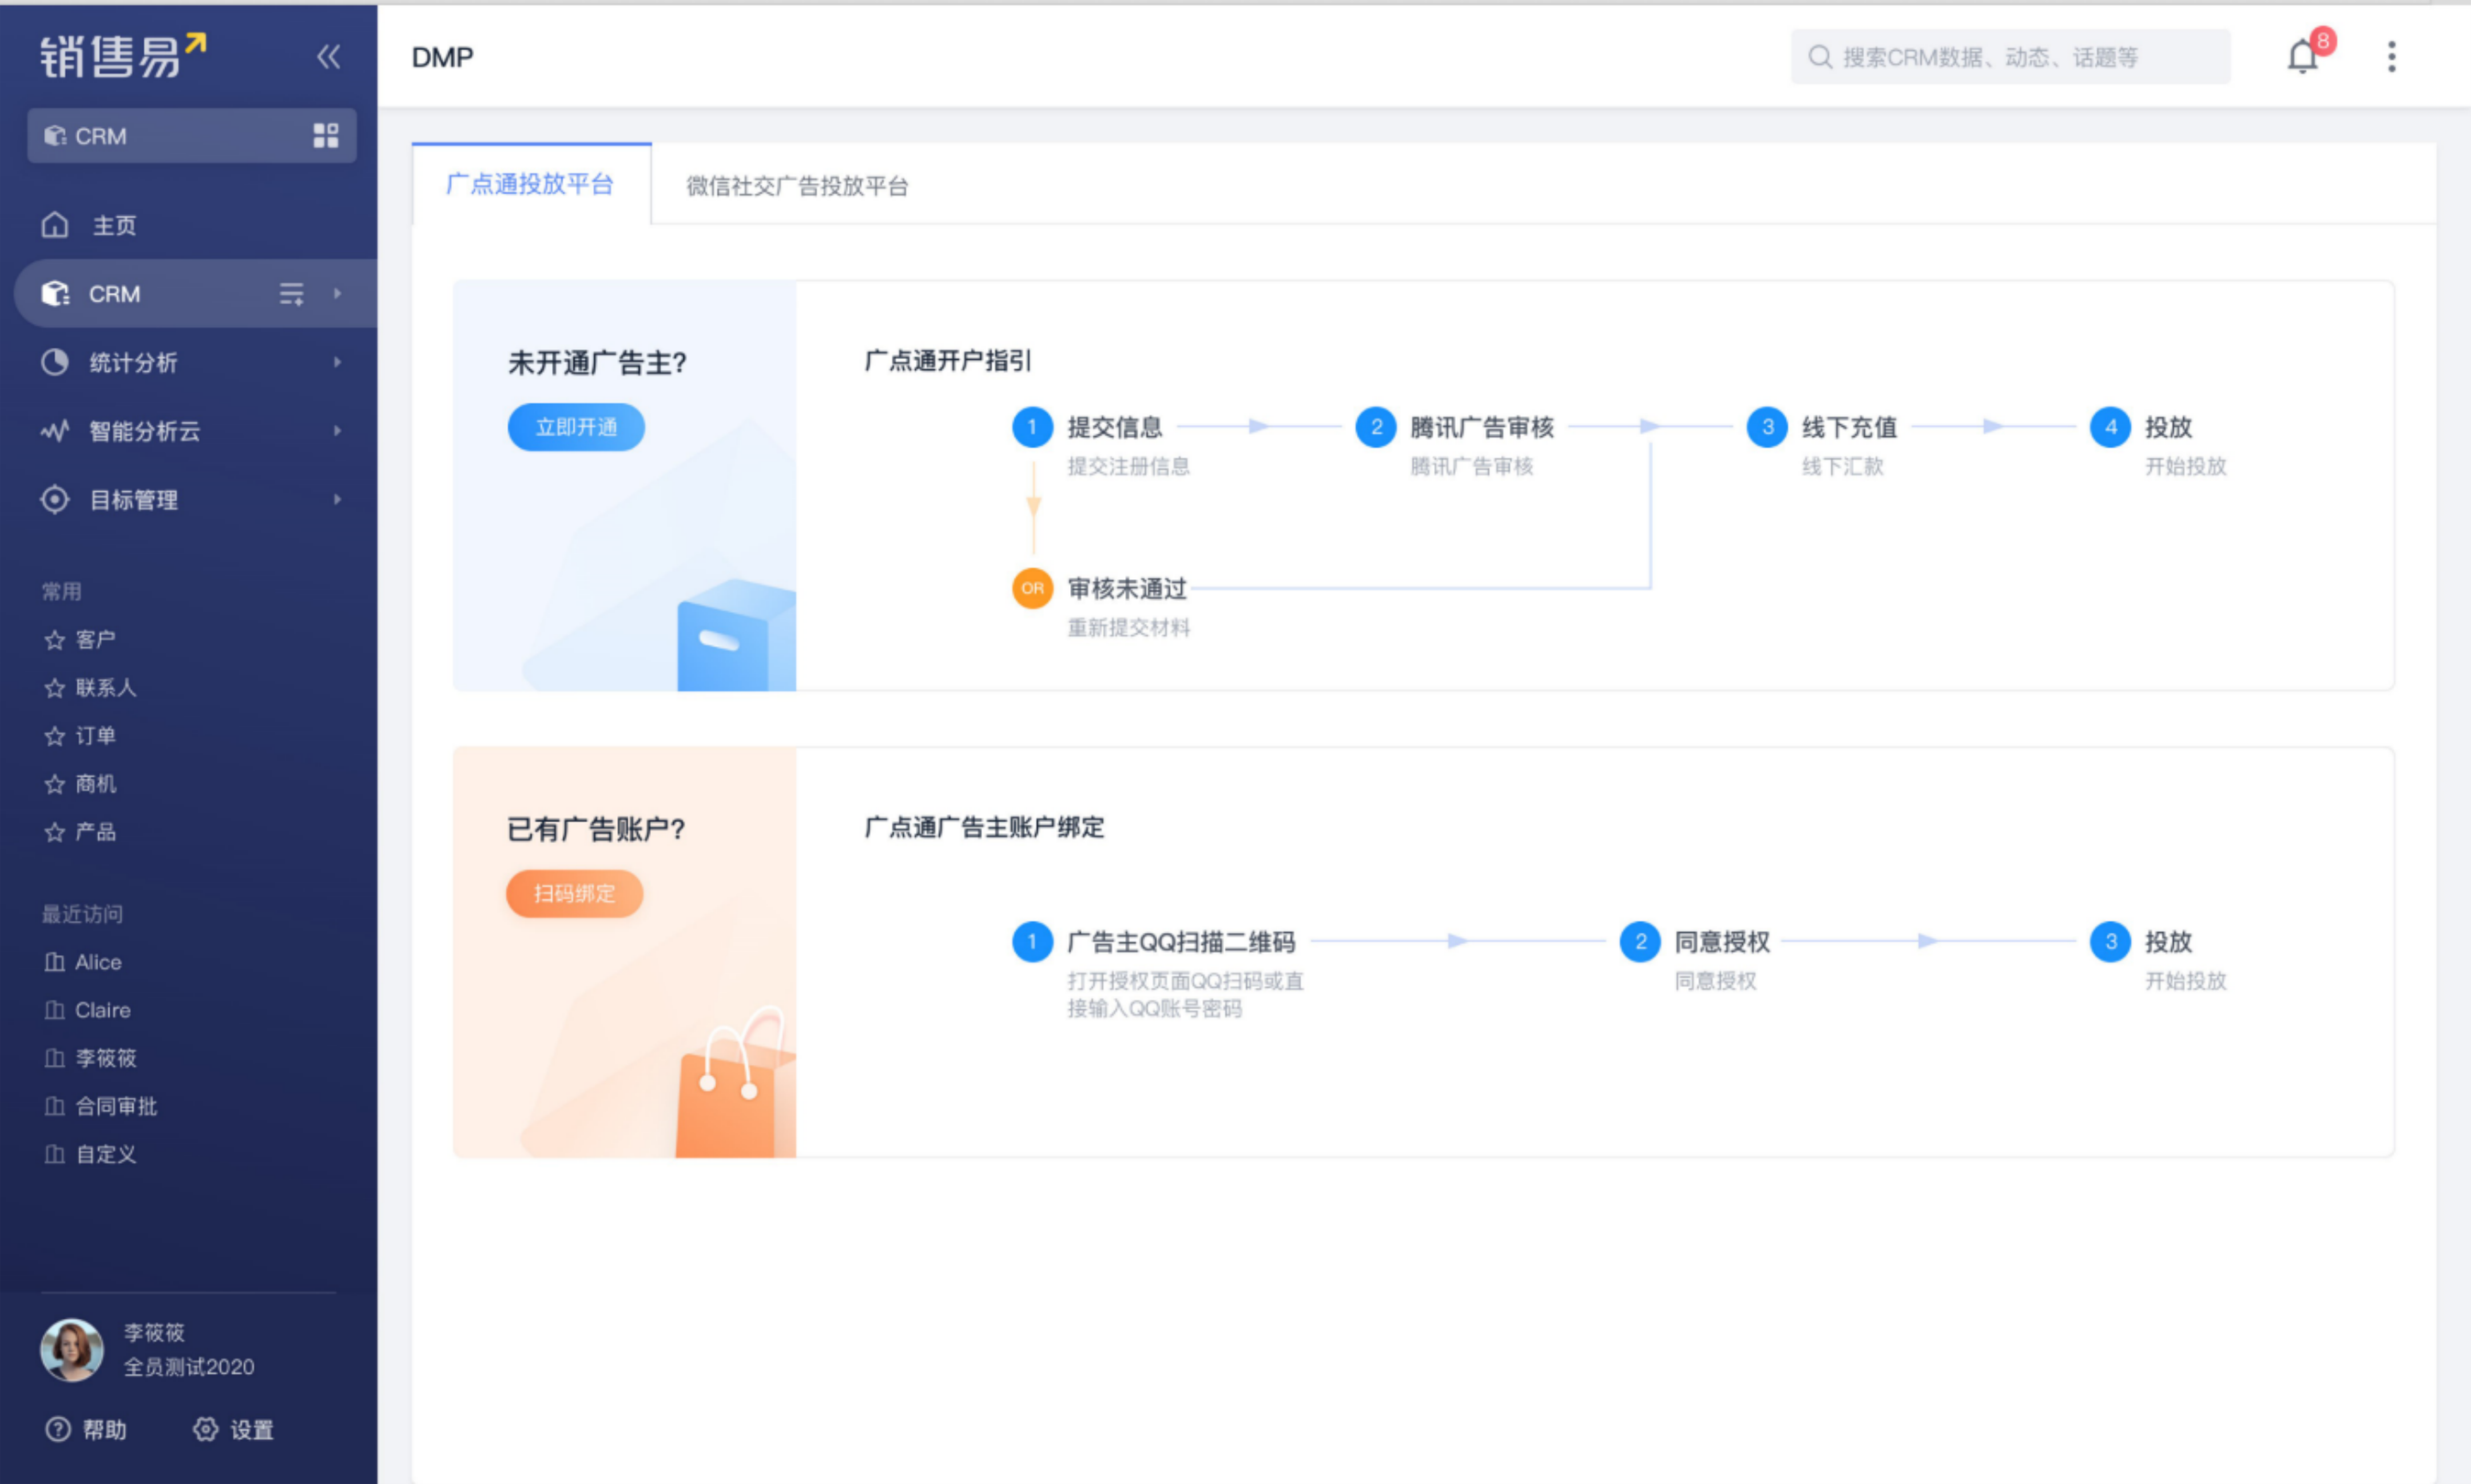 销售易
DMP
搜索CRM数据、动态、话题等
8
CRM
主页
CRM
统计分析
智能分析云
目标管理
常用
客户
联系人
订单
商机
产品
最近访问
Alice
Claire
李筱筱
合同审批
自定义
李筱筱
全员测试2020
帮助
设置
广点通投放平台
微信社交广告投放平台
未开通广告主?
立即开通
广点通开户指引
1 提交信息
提交注册信息
2 腾讯广告审核
腾讯广告审核
3 线下充值
线下汇款
4 投放
开始投放
OR 审核未通过
重新提交材料
已有广告账户?
扫码绑定
广点通广告主账户绑定
1 广告主QQ扫描二维码
打开授权页面QQ扫码或直
接输入QQ账号密码
2 同意授权
同意授权
3 投放
开始投放